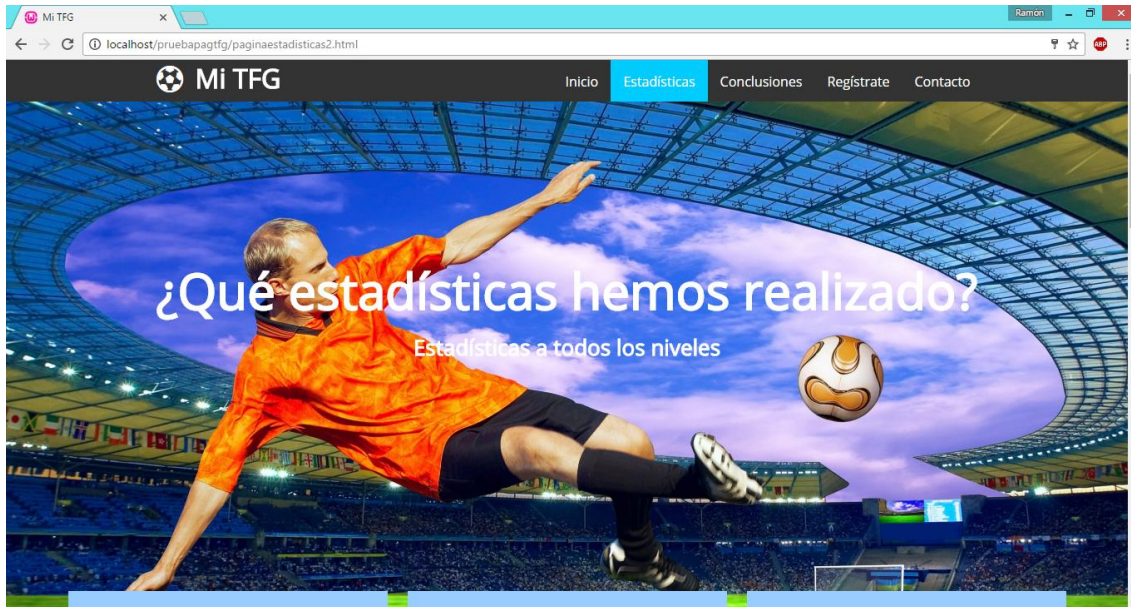 Mi TFG
Ramón
localhost/pruebapagtfg/paginaestadisticas2.html
ABP
Mi TFG
Inicio Estadísticas Conclusiones Regístrate Contacto
¿Qué estadísticas hemos realizado?
Estadísticas a todos los niveles